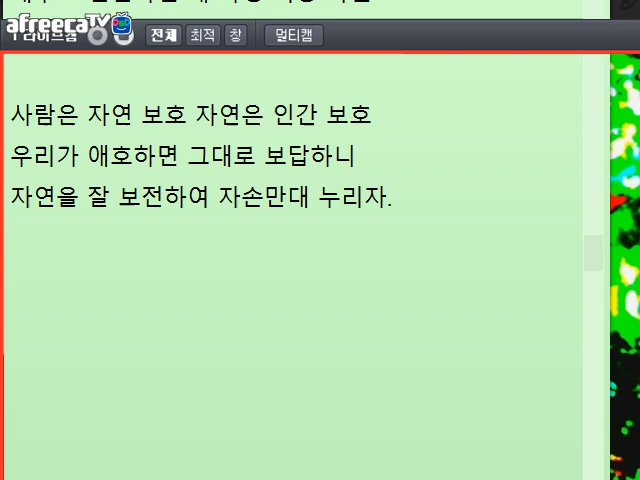 afreecaTV
전체 최적 창 멀티캠
사람은 자연 보호 자연은 인간 보호
우리가 애호하면 그대로 보답하니
자연을 잘 보전하여 자손만대 누리자.